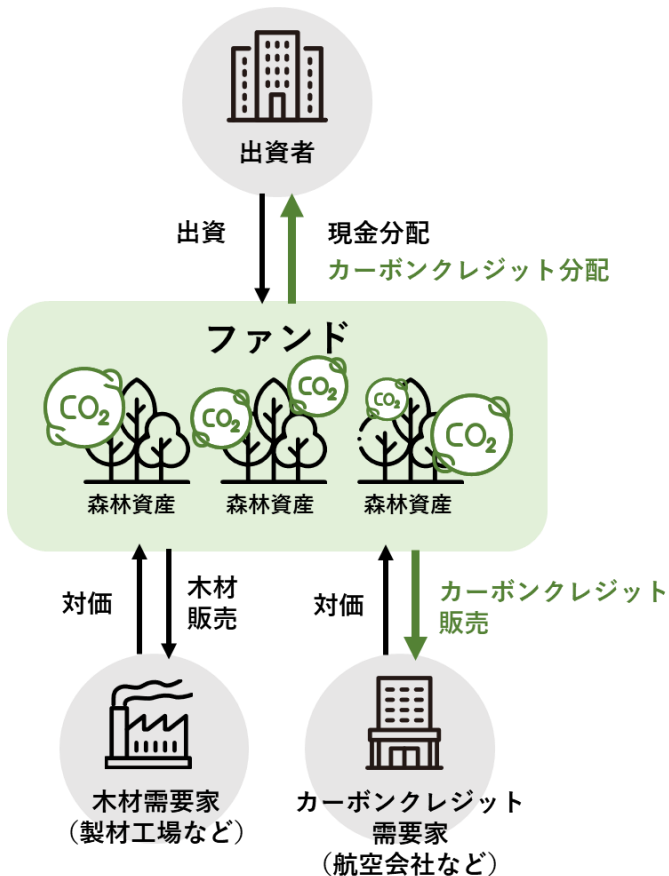 出資者
出資
現金分配
カーボンクレジット分配
ファンド
CO2
CO2
CO2
CO2
CO2
森林資産
森林資産
森林資産
対価
木材
販売
対価
カーボンクレジット
販売
木材需要家
（製材工場など）
カーボンクレジット
需要家
（航空会社など）